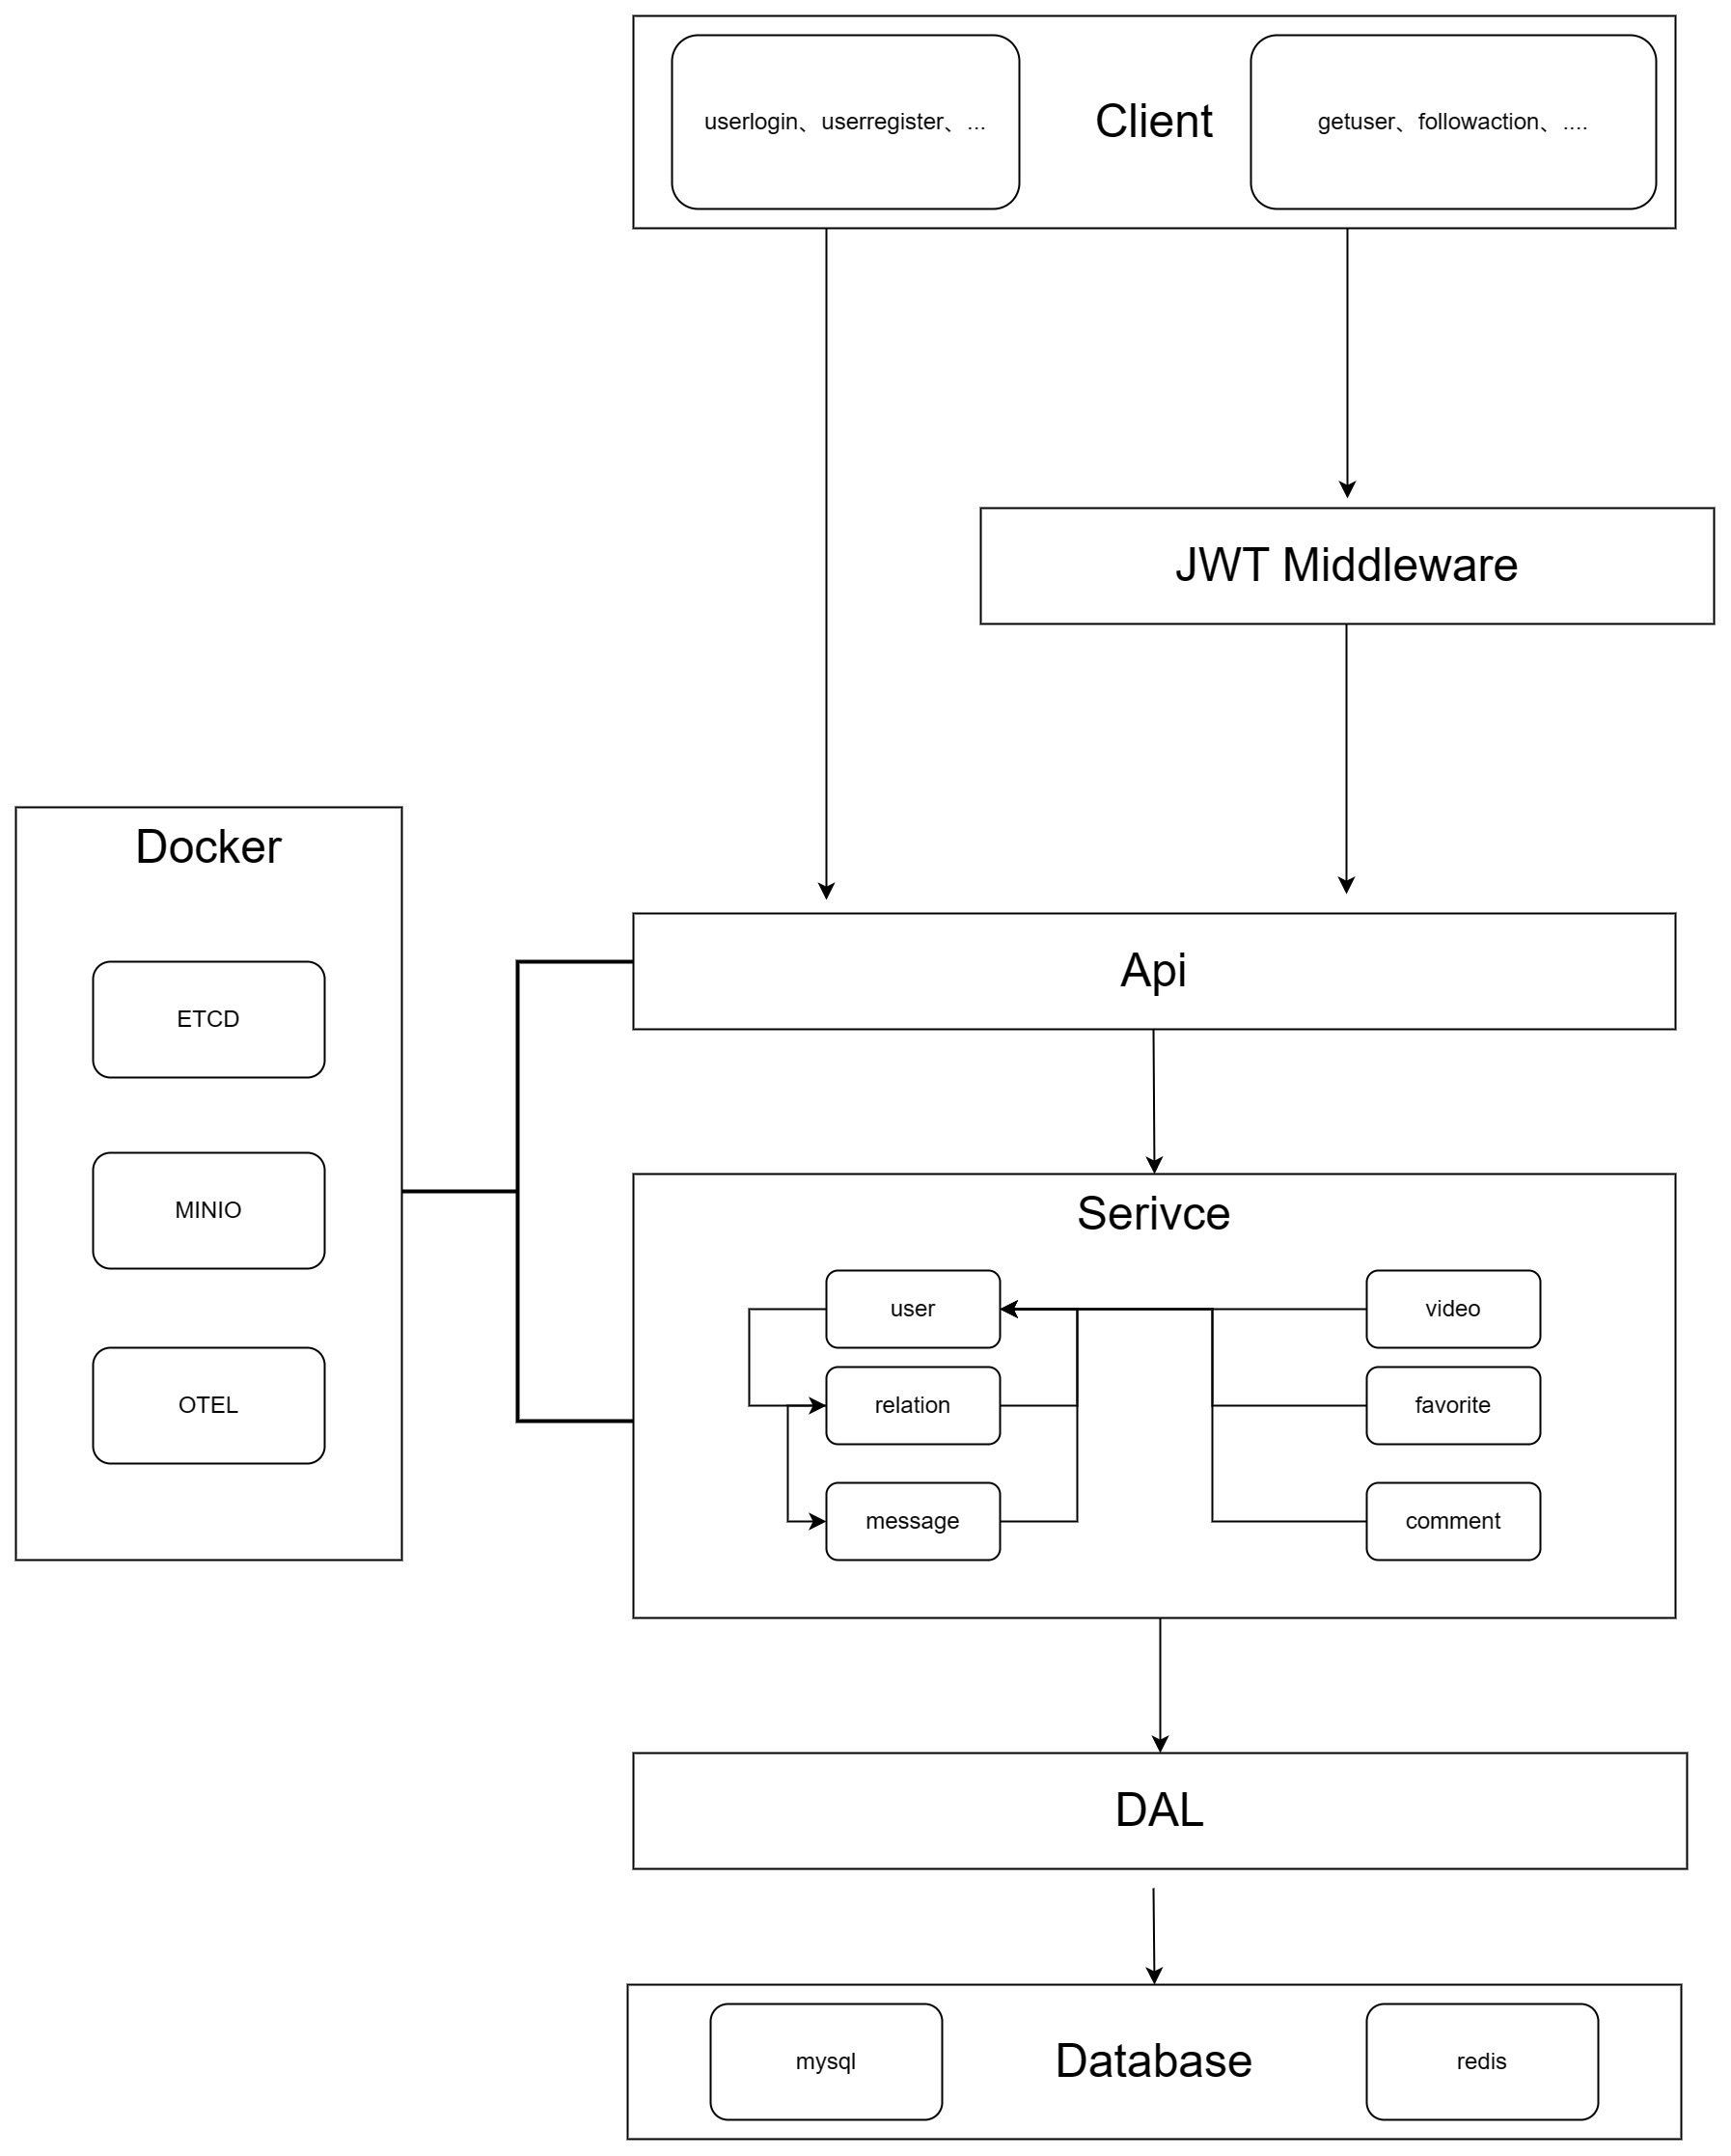 userlogin、userregister、...
Client
getuser、followaction、....
JWT Middleware
Docker
ETCD
MINIO
OTEL
Api
Serivce
user
video
relation
favorite
message
comment
DAL
mysql
Database
redis